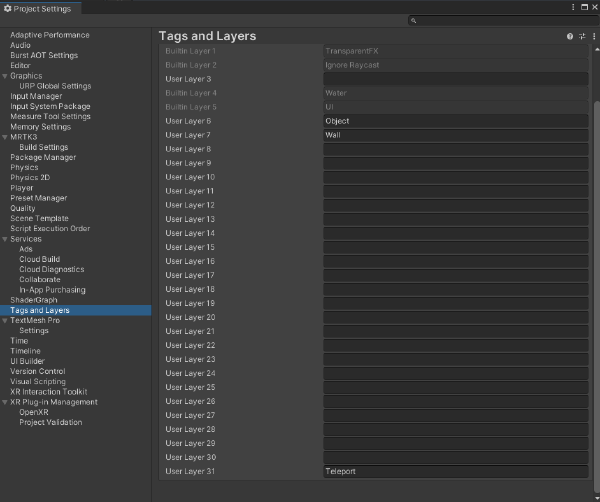 Project Settings
Adaptive Performance
Audio
Burst AOT Settings
Editor
Graphics
URP Global Settings
Input Manager
Input System Package
Measure Tool Settings
Memory Settings
MRTK3
Build Settings
Package Manager
Physics
Physics 2D
Player
Preset Manager
Quality
Scene Template
Script Execution Order
Services
Ads
Cloud Build
Cloud Diagnostics
Collaborate
In-App Purchasing
ShaderGraph
Tags and Layers
TextMesh Pro
Settings
Time
Timeline
UI Builder
Version Control
Visual Scripting
XR Interaction Toolkit
XR Plug-in Management
OpenXR
Project Validation
Tags and Layers
Builtin Layer 1 TransparentFX
Builtin Layer 2 Ignore Raycast
User Layer 3
Builtin Layer 4 Water
Builtin Layer 5 UI
User Layer 6 Object
User Layer 7 Wall
User Layer 8
User Layer 9
User Layer 10
User Layer 11
User Layer 12
User Layer 13
User Layer 14
User Layer 15
User Layer 16
User Layer 17
User Layer 18
User Layer 19
User Layer 20
User Layer 21
User Layer 22
User Layer 23
User Layer 24
User Layer 25
User Layer 26
User Layer 27
User Layer 28
User Layer 29
User Layer 30
User Layer 31 Teleport